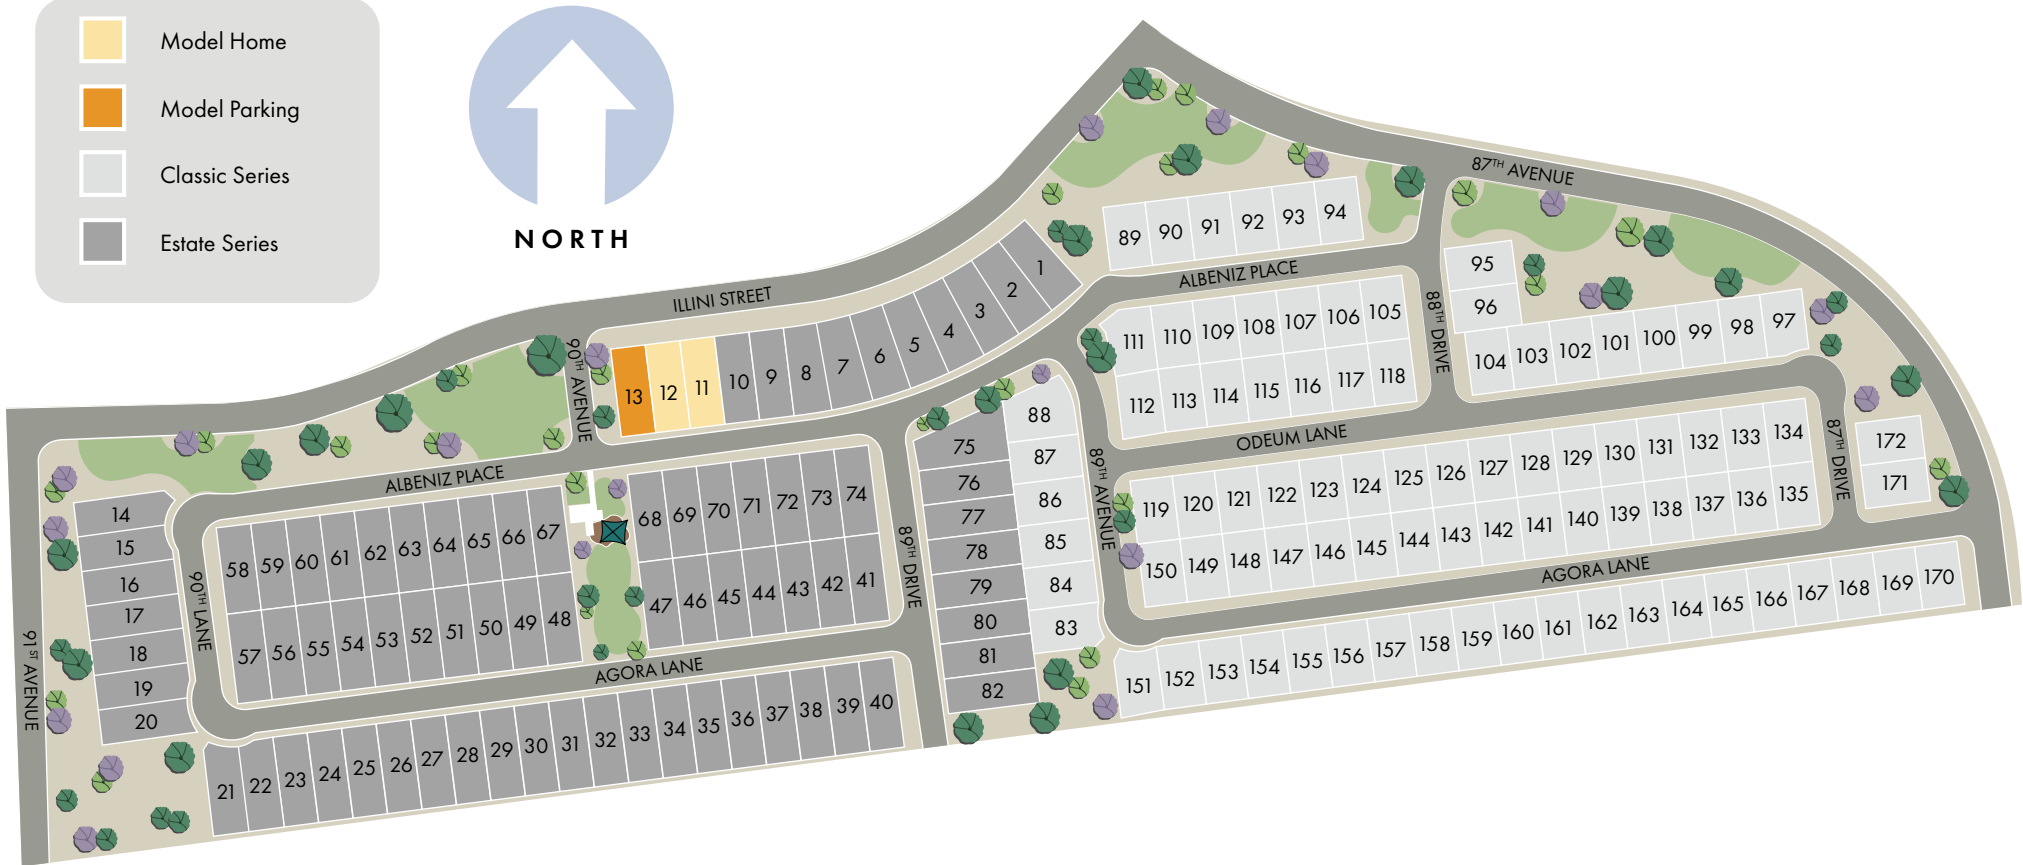 Model Home
Model Parking
Classic Series
Estate Series
NORTH
87TH AVENUE
ILLINI STREET
89 90 91 92 93 94
ALBENIZ PLACE
88TH DRIVE
95
96
104 103 102 101 100 99 98 97
13 12 11 10 9 8 7 6 5 4 3 2 1
90TH AVENUE
111 110 109 108 107 106 105
112 113 114 115 116 117 118
ODEUM LANE
87TH DRIVE
172
171
ALBENIZ PLACE
14
15
16
17
18
19
20
90TH LANE
91ST AVENUE
58 59 60 61 62 63 64 65 66 67
57 56 55 54 53 52 51 50 49 48
68 69 70 71 72 73 74
47 46 45 44 43 42 41
89TH DRIVE
75
76
77
78
79
80
81
82
88
87
86
85
84
83
89TH AVENUE
119 120 121 122 123 124 125 126 127 128 129 130 131 132 133 134
150 149 148 147 146 145 144 143 142 141 140 139 138 137 136 135
AGORA LANE
AGORA LANE
21 22 23 24 25 26 27 28 29 30 31 32 33 34 35 36 37 38 39 40
151 152 153 154 155 156 157 158 159 160 161 162 163 164 165 166 167 168 169 170